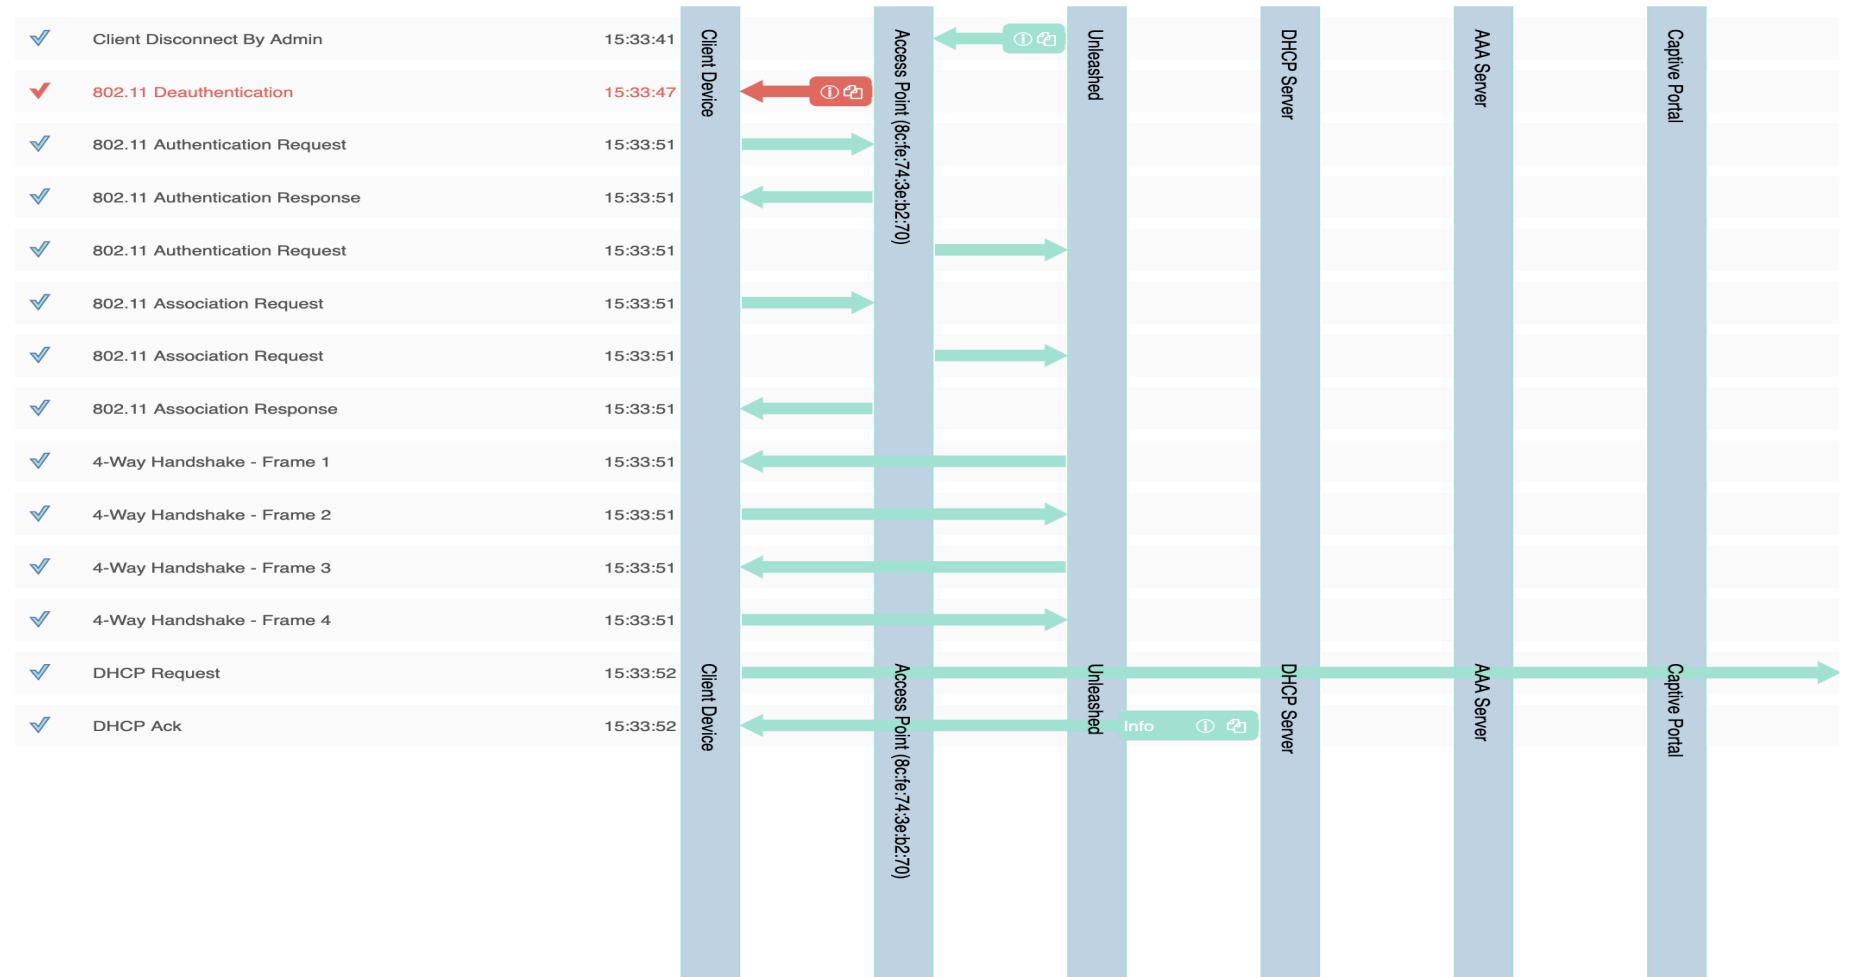 Client Disconnect By Admin 15:33:41
802.11 Deauthentication 15:33:47
802.11 Authentication Request 15:33:51
802.11 Authentication Response 15:33:51
802.11 Authentication Request 15:33:51
802.11 Association Request 15:33:51
802.11 Association Request 15:33:51
802.11 Association Response 15:33:51
4-Way Handshake - Frame 1 15:33:51
4-Way Handshake - Frame 2 15:33:51
4-Way Handshake - Frame 3 15:33:51
4-Way Handshake - Frame 4 15:33:51
DHCP Request 15:33:52
DHCP Ack 15:33:52
Info
Client Device
Access Point (8c:fe:74:3e:b2:70)
Unleashed
DHCP Server
AAA Server
Captive Portal
Client Device
Access Point (8c:fe:74:3e:b2:70)
Unleashed
DHCP Server
AAA Server
Captive Portal